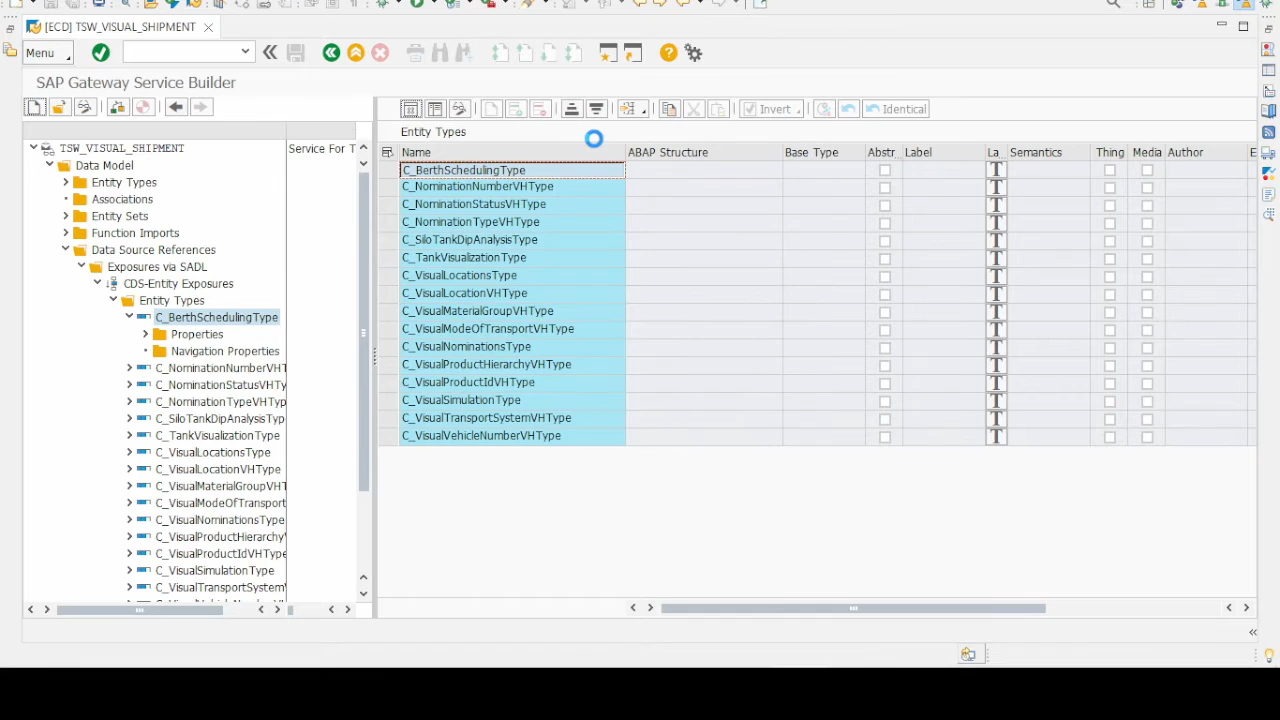 [ECD] TSW_VISUAL_SHIPMENT
Menu
SAP Gateway Service Builder
Invert
Identical
TSW_VISUAL_SHIPMENT
Service For T
Data Model
Entity Types
Associations
Entity Sets
Function Imports
Data Source References
Exposures via SADL
CDS-Entity Exposures
Entity Types
C_BerthSchedulingType
Properties
Navigation Properties
C_NominationNumberVHT
C_NominationStatusVHTy
C_NominationTypeVHTyp
C_SiloTankDipAnalysisTyp
C_TankVisualizationType
C_VisualLocationsType
C_VisualLocationVHType
C_VisualMaterialGroupVHT
C_VisualModeOfTransport
C_VisualNominationsType
C_VisualProductHierarchyV
C_VisualProductIdVHType
C_VisualSimulationType
C_VisualTransportSystemV
Entity Types
Name ABAP Structure Base Type Abstr Label La.. Semantics Thing Media Author E
C_BerthSchedulingType T
C_NominationNumberVHType T
C_NominationStatusVHType T
C_NominationTypeVHType T
C_SiloTankDipAnalysisType T
C_TankVisualizationType T
C_VisualLocationsType T
C_VisualLocationVHType T
C_VisualMaterialGroupVHType T
C_VisualModeOfTransportVHType T
C_VisualNominationsType T
C_VisualProductHierarchyVHType T
C_VisualProductIdVHType T
C_VisualSimulationType T
C_VisualTransportSystemVHType T
C_VisualVehicleNumberVHType T